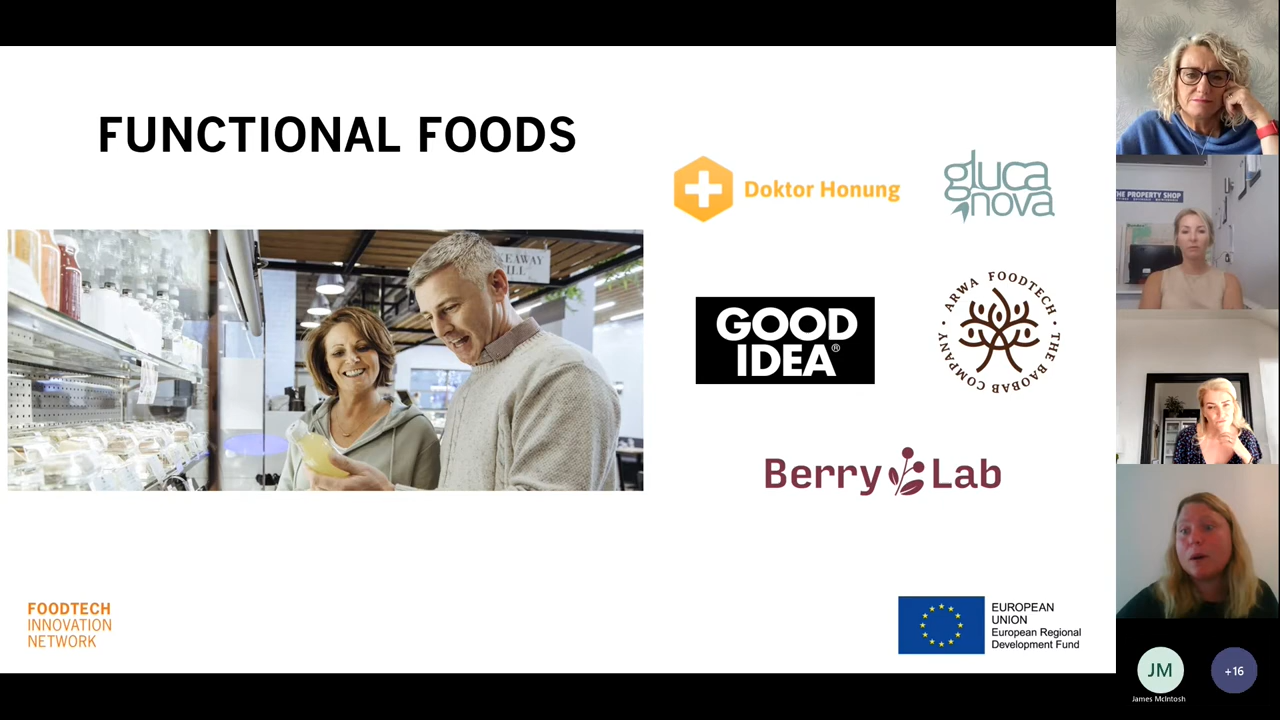 FUNCTIONAL FOODS
Doktor Honung
gluca
nova
GOOD
IDEA®
ARWA FOODTECH • THE BAOBAB COMPANY •
Berry Lab
FOODTECH
INNOVATION
NETWORK
EUROPEAN
UNION
European Regional
Development Fund
THE PROPERTY SHOP
JM
+16
James McIntosh